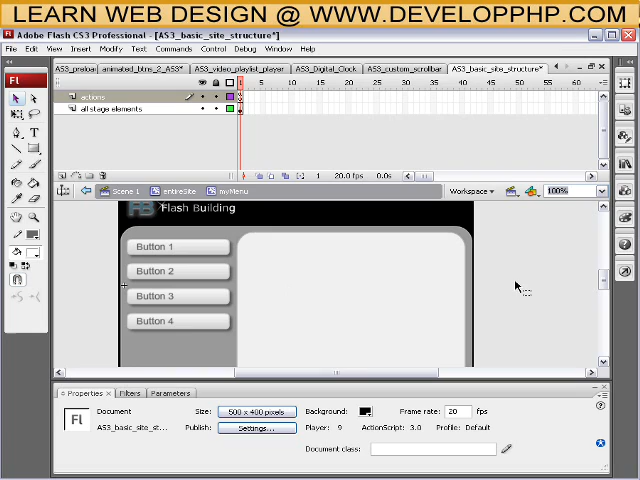 LEARN WEB DESIGN @ WWW.DEVELOPPHP.COM
Adobe Flash CS3 Professional - [AS3_basic_site_structure*]
File Edit View Insert Modify Text Commands Control Debug Window Help
AS3_preloar animated_btns_2_AS3* AS3_video_playlist_player AS3_Digital_Clock AS3_custom_scrollbar AS3_basic_site_structure*
1 5 10 15 20 25 30 35 40 45 50 55 60
actions
all stage elements
1 20.0 fps 0.0s
Scene 1 entireSite myMenu Workspace 100%
FB Flash Building
Button 1
Button 2
Button 3
Button 4
Properties Filters Parameters
Fl
Document Size: 500 x 400 pixels Background: Frame rate: 20 fps
AS3_basic_site_st... Publish: Settings... Player: 9 ActionScript: 3.0 Profile: Default
Document class: